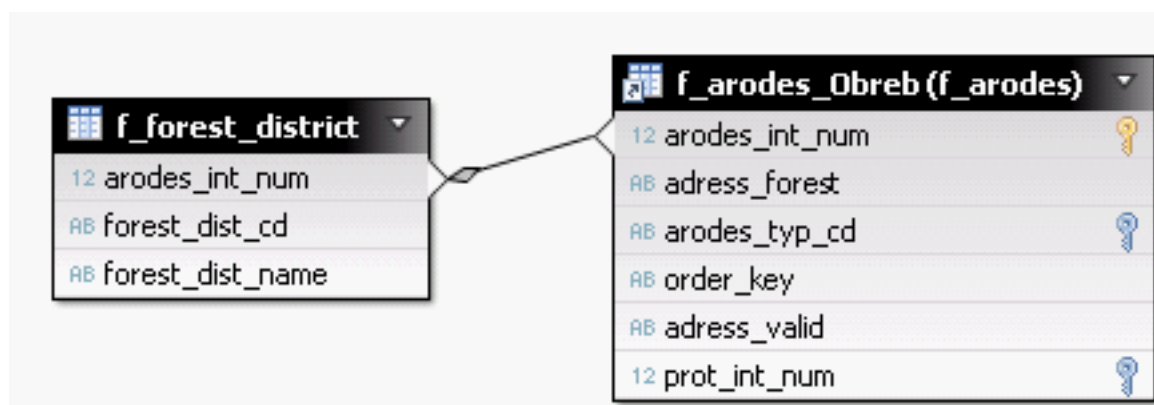 f_forest_district
12 arodes_int_num
AB forest_dist_cd
AB forest_dist_name
f_arodes_Obreb (f_arodes)
12 arodes_int_num
AB adress_forest
AB arodes_typ_cd
AB order_key
AB adress_valid
12 prot_int_num